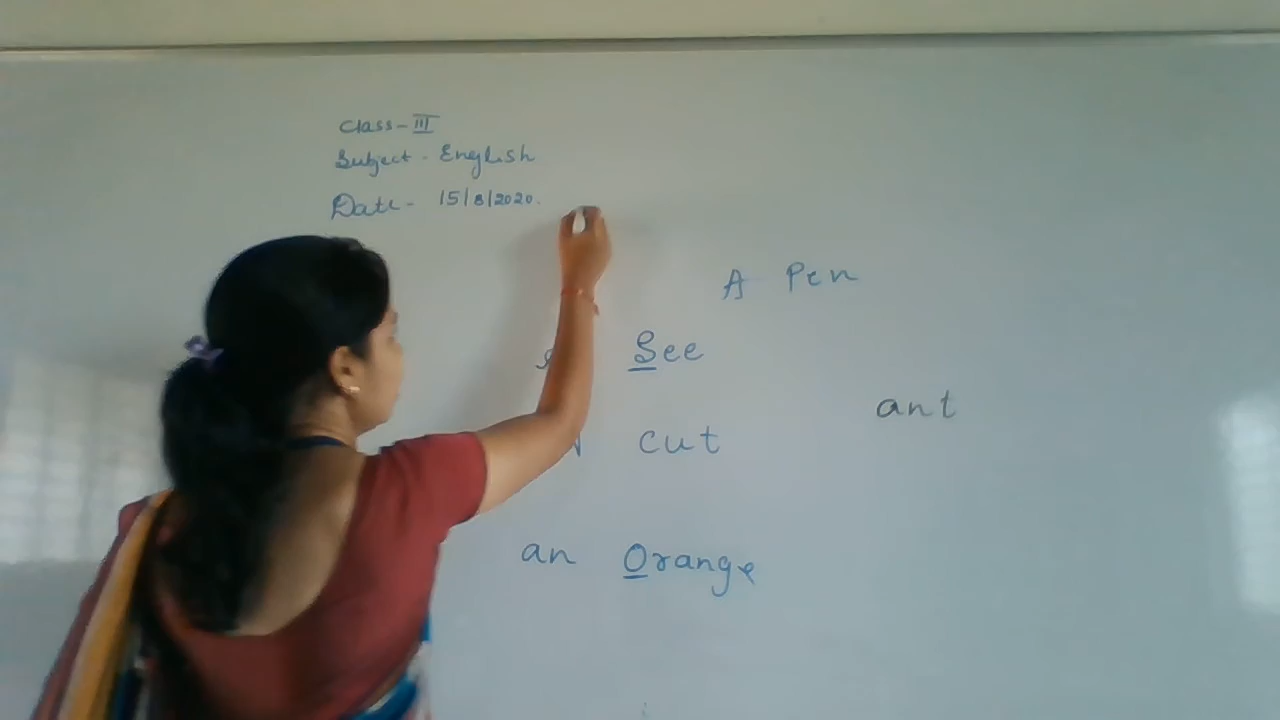 Class - III
Subject - English
Date - 15/8/2020.
A Pen
See
ant
cut
an Orange